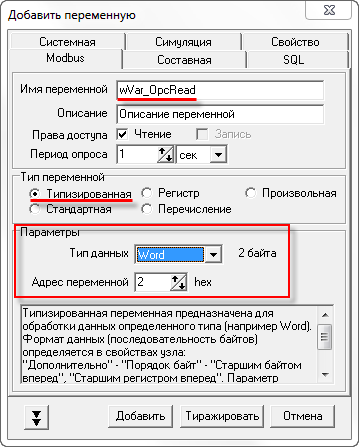 Добавить переменную
Системная Симуляция Свойство
Modbus Составная SQL
Имя переменной wVar_OpcRead
Описание Описание переменной
Права доступа Чтение Запись
Период опроса 1 сек
Тип переменной
Типизированная Регистр Произвольная
Стандартная Перечисление
Параметры
Тип данных Word 2 байта
Адрес переменной 2 hex
Типизированная переменная предназначена для
обработки данных определенного типа (например Word).
Формат данных (последовательность байтов)
определяется в свойствах узла:
"Дополнительно" - "Порядок байт" - "Старшим байтом
вперед", "Старшим регистром вперед". Параметр
Добавить Тиражировать Отмена